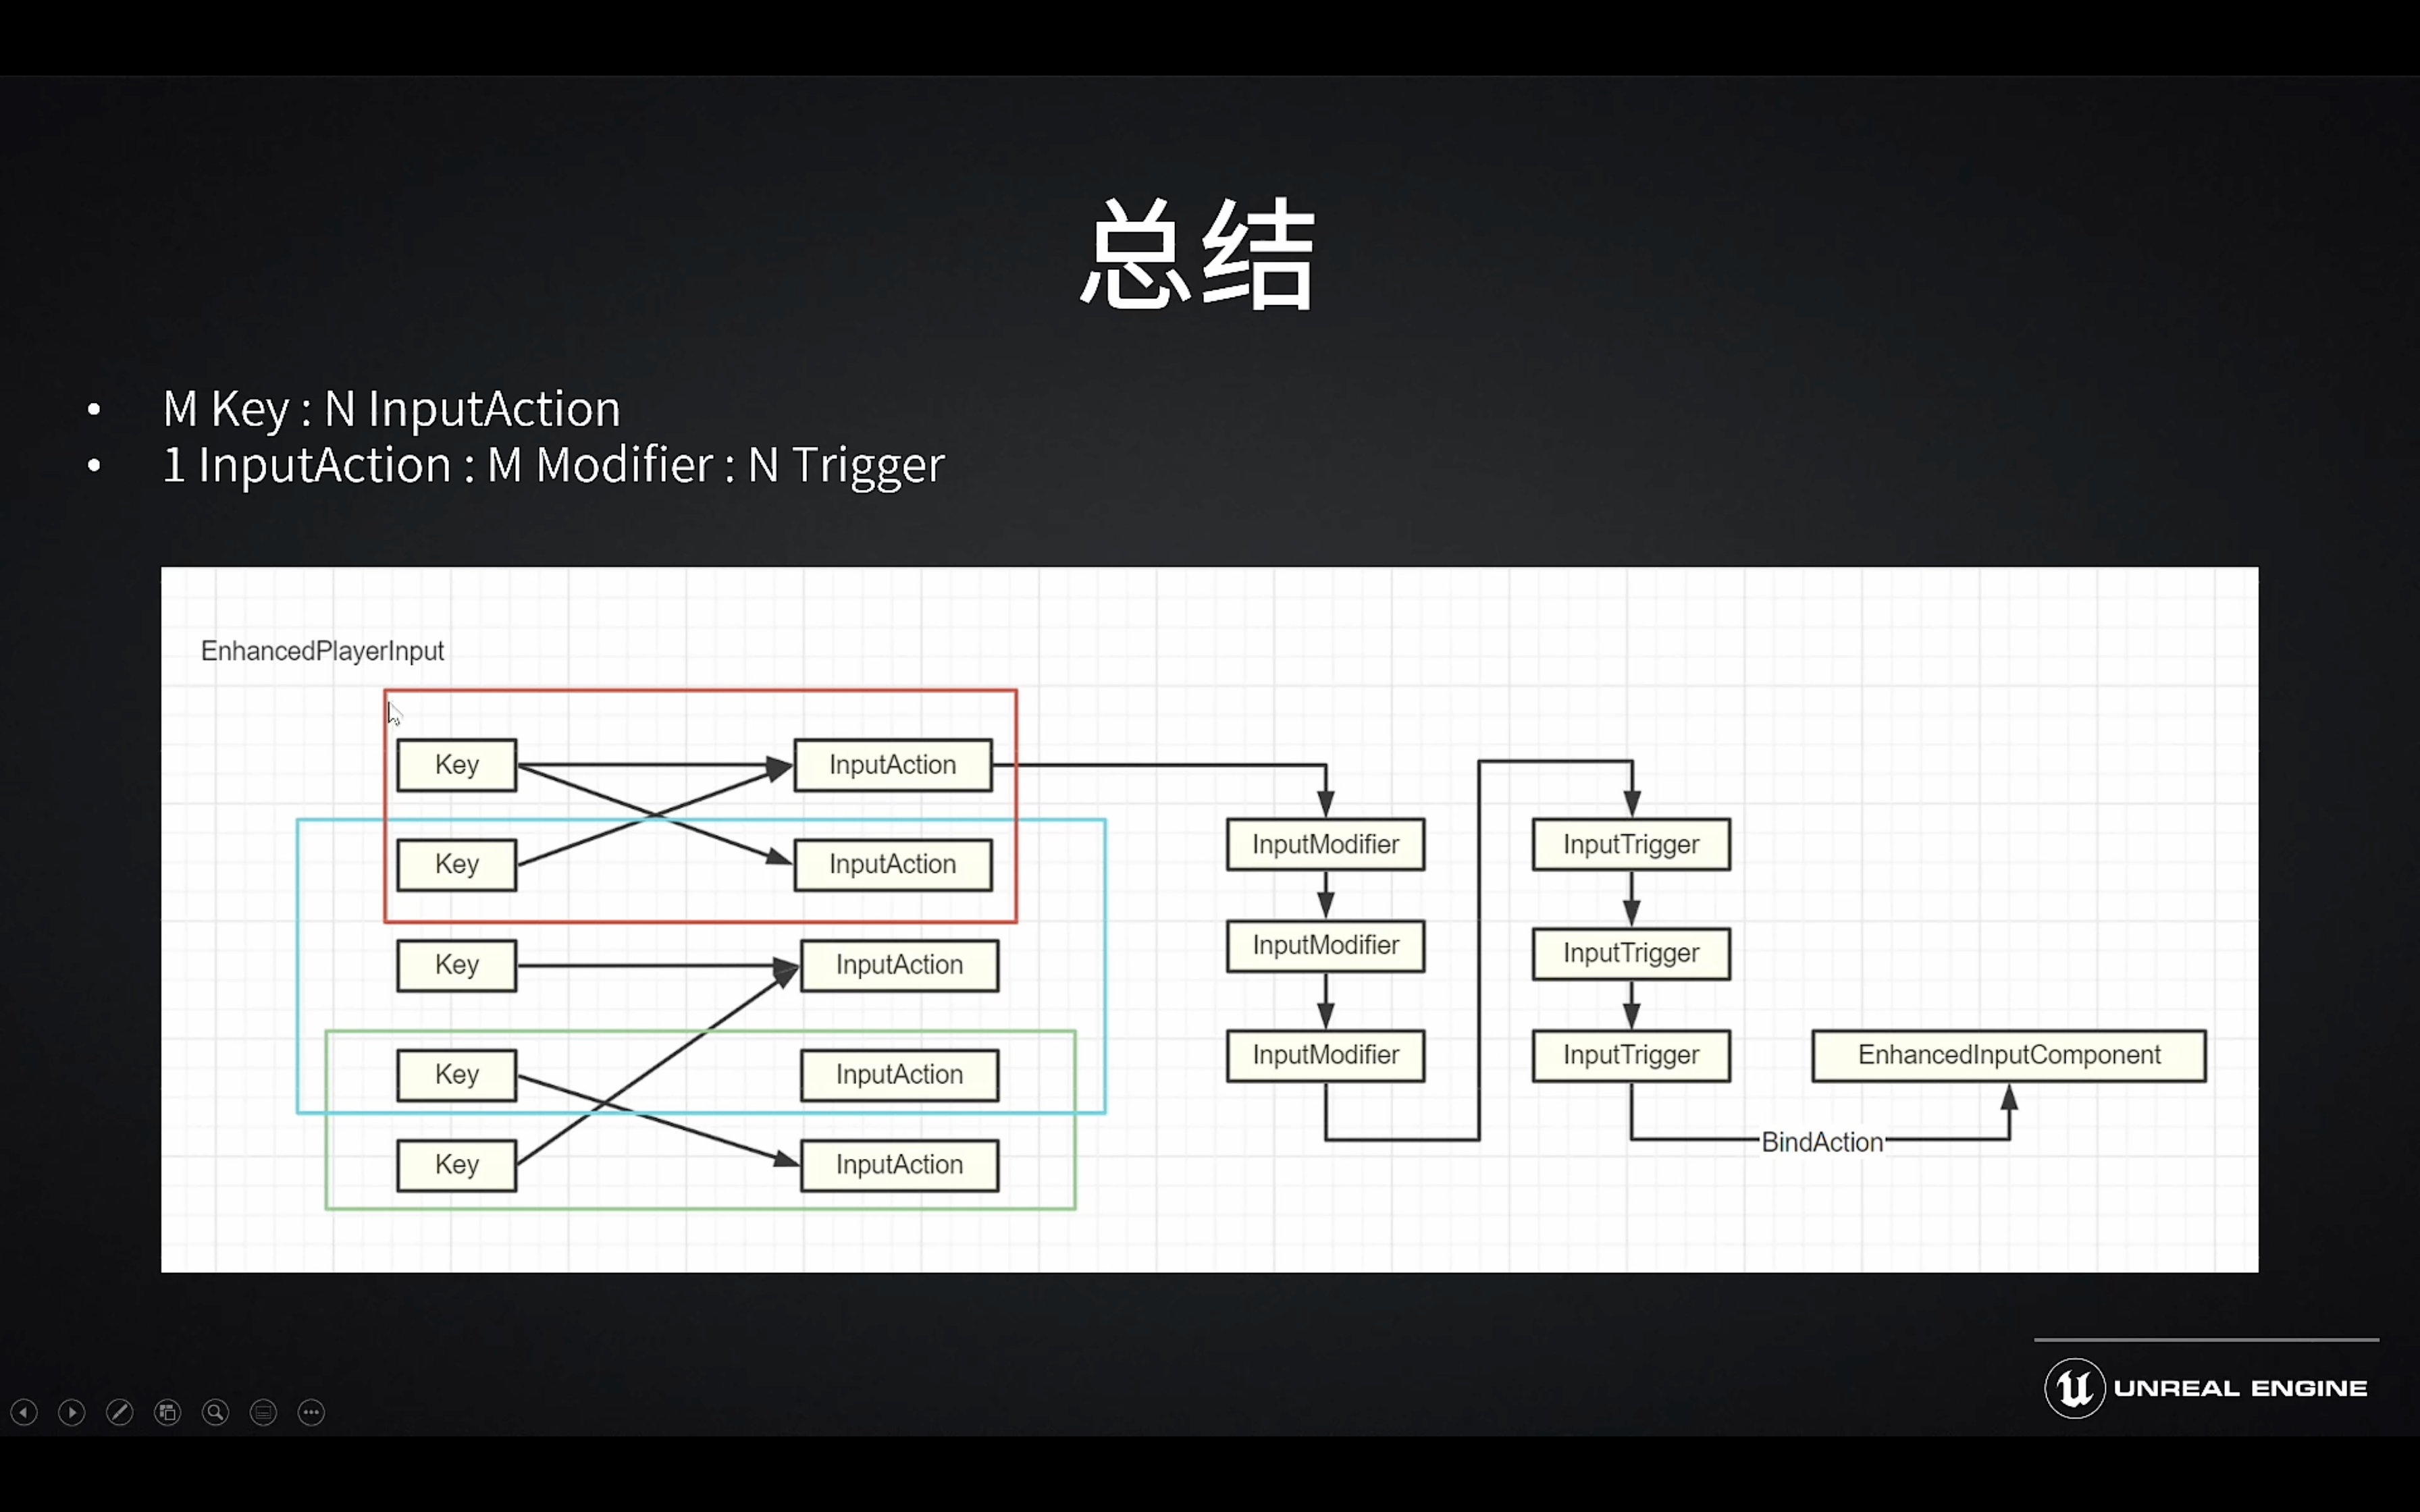 总结
M Key : N InputAction
1 InputAction : M Modifier : N Trigger
EnhancedPlayerInput
Key
InputAction
Key
InputAction
Key
InputAction
Key
InputAction
Key
InputAction
InputModifier
InputModifier
InputModifier
InputTrigger
InputTrigger
InputTrigger
BindAction
EnhancedInputComponent
UNREAL ENGINE